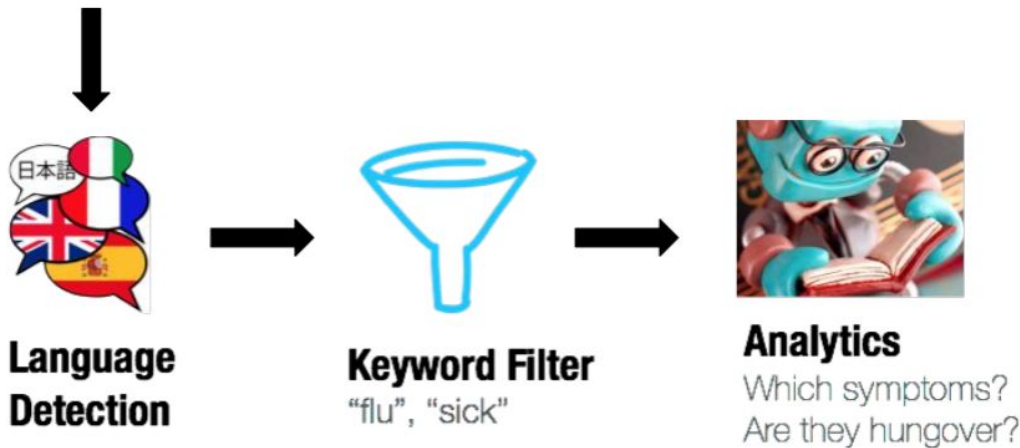 日本語
Language
Detection
Keyword Filter
“flu”, “sick”
Analytics
Which symptoms?
Are they hungover?